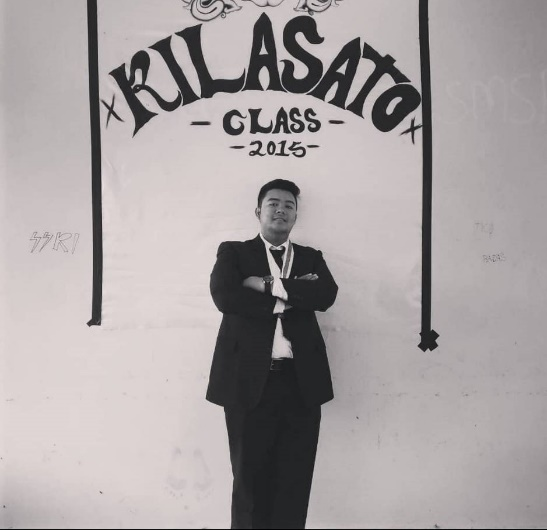 KILASATO
- CLASS -
- 2015 -